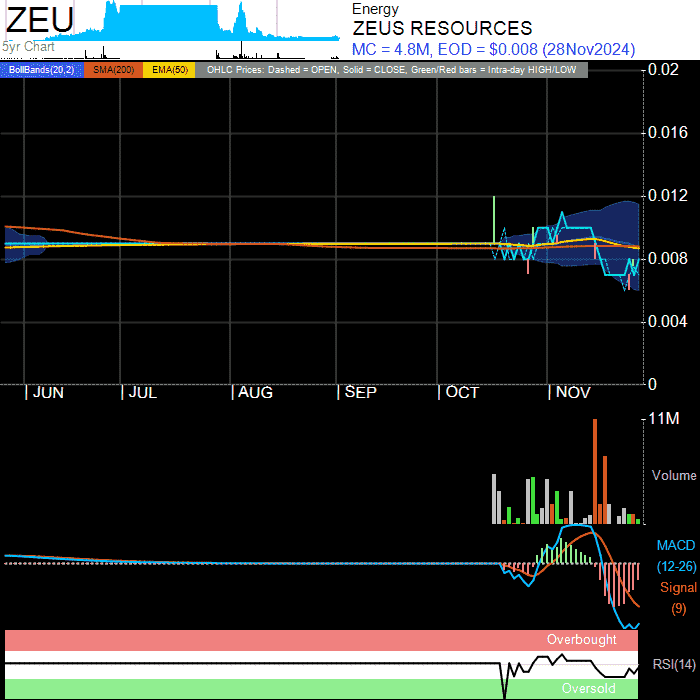 ZEU
5yr Chart
Energy
ZEUS RESOURCES
MC = 4.8M, EOD = $0.008 (28Nov2024)
BollBands(20,2) SMA(200) EMA(50) OHLC Prices: Dashed = OPEN, Solid = CLOSE, Green/Red bars = Intra-day HIGH/LOW
0.02
0.016
0.012
0.008
0.004
0
JUN JUL AUG SEP OCT NOV
11M
Volume
MACD
(12-26)
Signal
(9)
Overbought
RSI(14)
Oversold